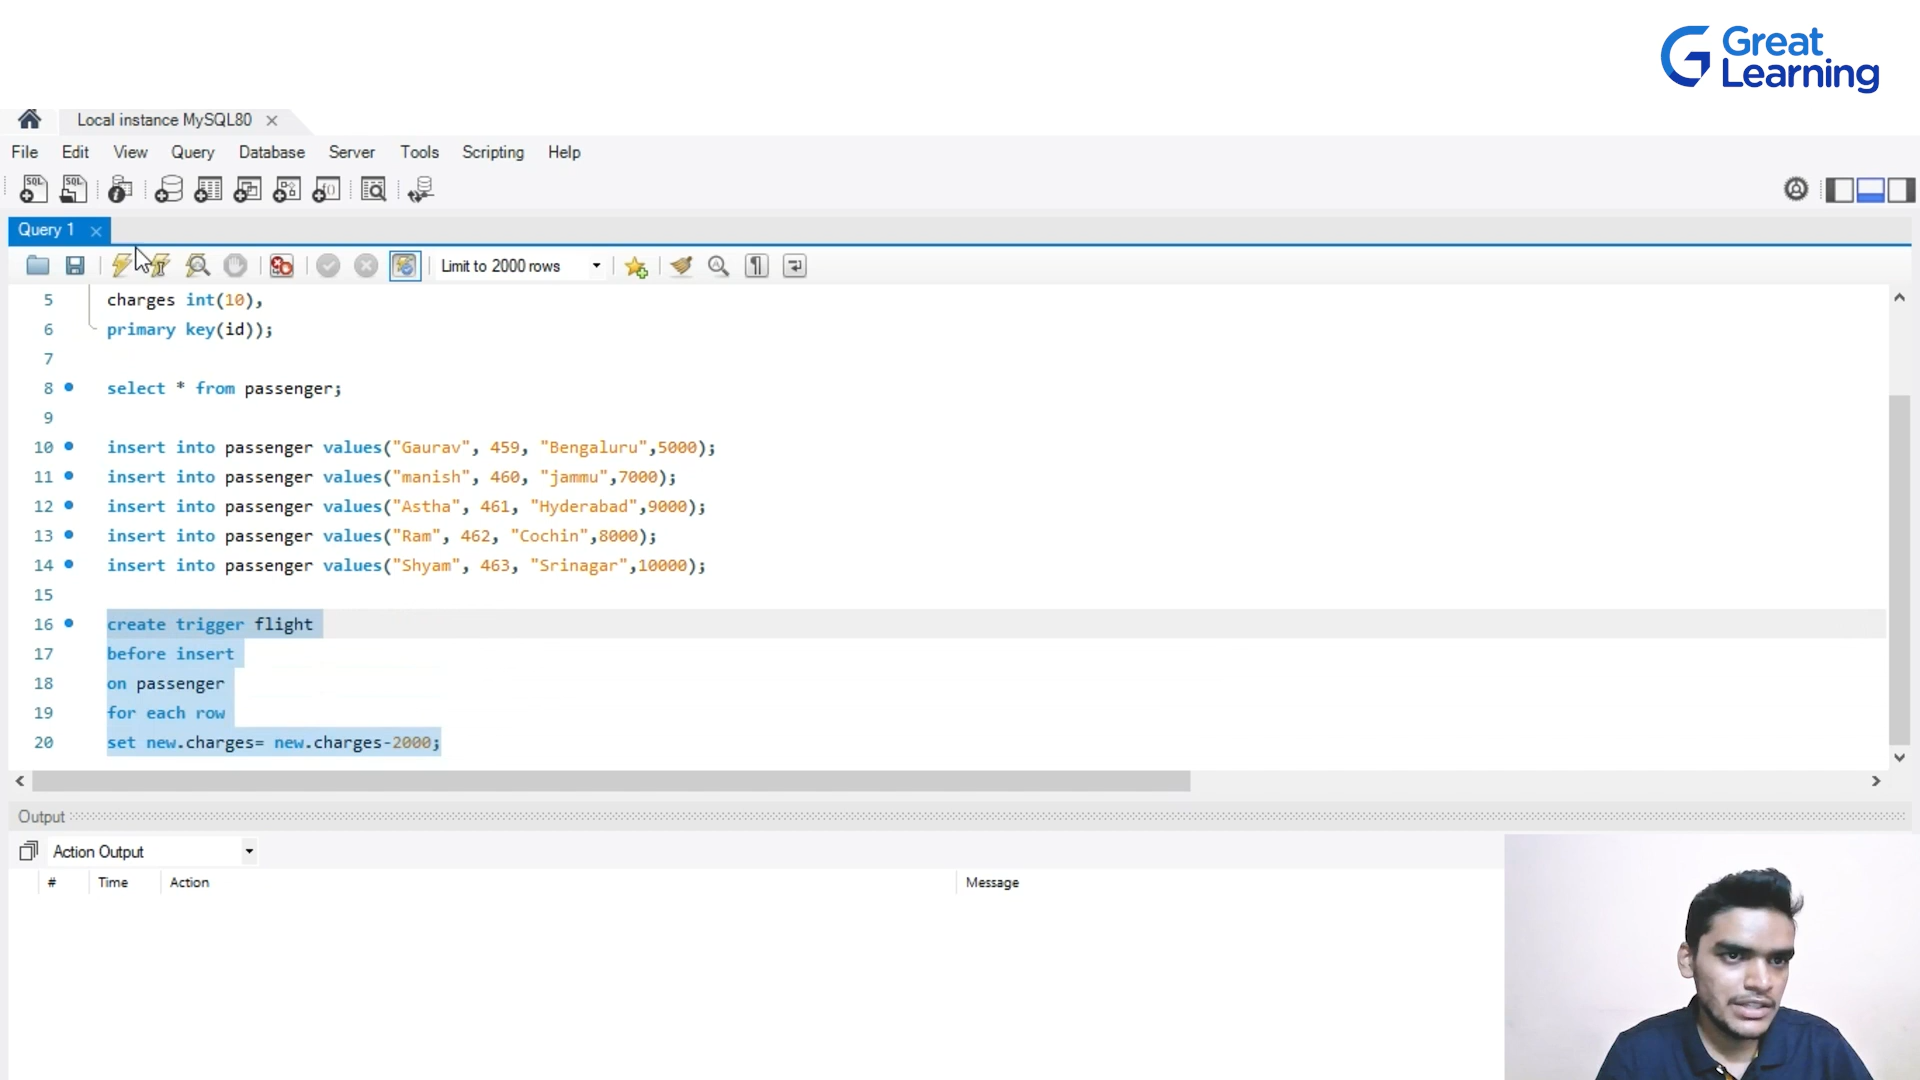 Great
Learning
Local instance MySQL80
File Edit View Query Database Server Tools Scripting Help
Query 1
Limit to 2000 rows
5 charges int(10),
6 primary key(id));
7
8 select * from passenger;
9
10 insert into passenger values("Gaurav", 459, "Bengaluru",5000);
11 insert into passenger values("manish", 460, "jammu",7000);
12 insert into passenger values("Astha", 461, "Hyderabad",9000);
13 insert into passenger values("Ram", 462, "Cochin",8000);
14 insert into passenger values("Shyam", 463, "Srinagar",10000);
15
16 create trigger flight
17 before insert
18 on passenger
19 for each row
20 set new.charges= new.charges-2000;
Output
Action Output
# Time Action Message